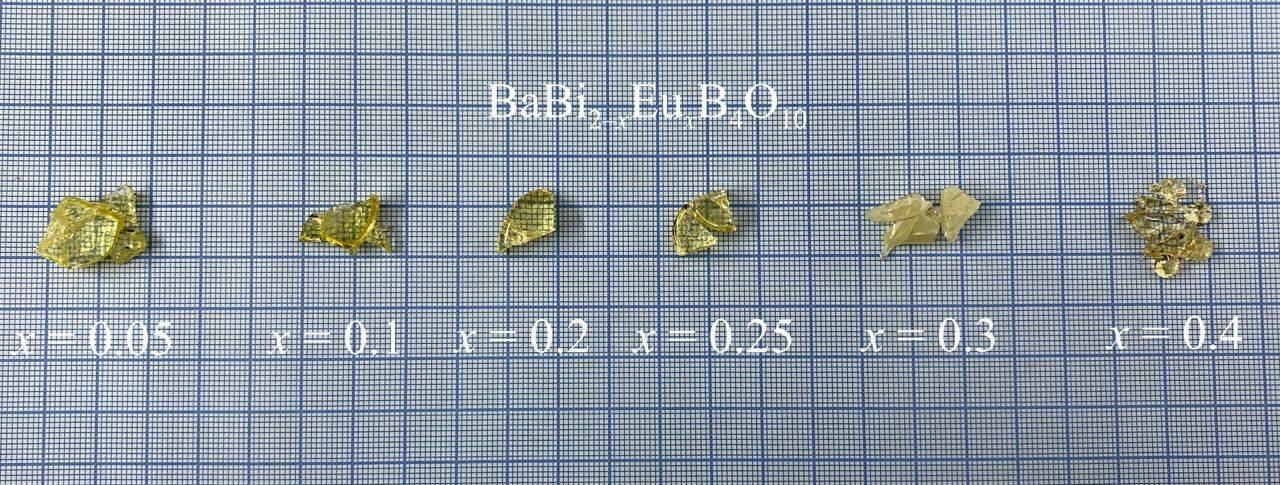 BaBi₂₋ₓEuₓB₄O₁₀
x = 0.05 x = 0.1 x = 0.2 x = 0.25 x = 0.3 x = 0.4